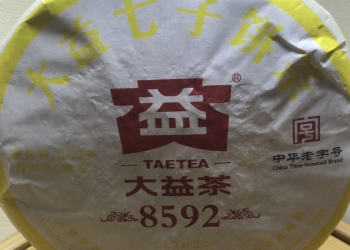 大益七子饼茶
益®
TAETEA
大益茶
8592
中华老字号
China Time-honored Brand